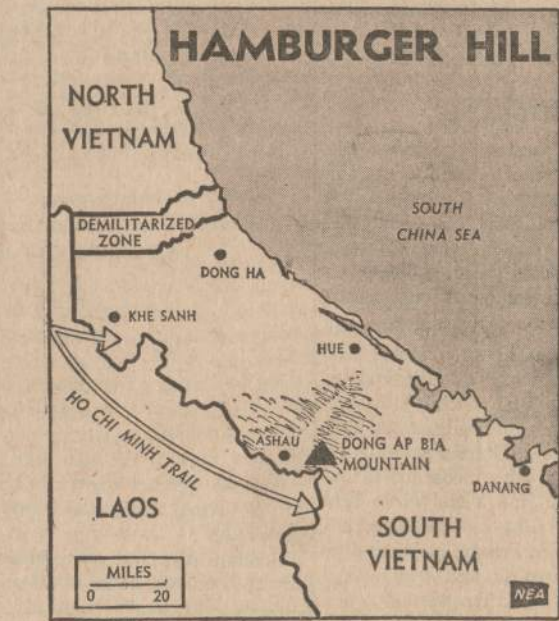 HAMBURGER HILL
NORTH
VIETNAM
SOUTH
CHINA SEA
DEMILITARIZED
ZONE
DONG HA
KHE SANH
HUE
HO CHI MINH TRAIL
ASHAU
DONG AP BIA
MOUNTAIN
DANANG
LAOS
SOUTH
VIETNAM
MILES
0 20
NEA